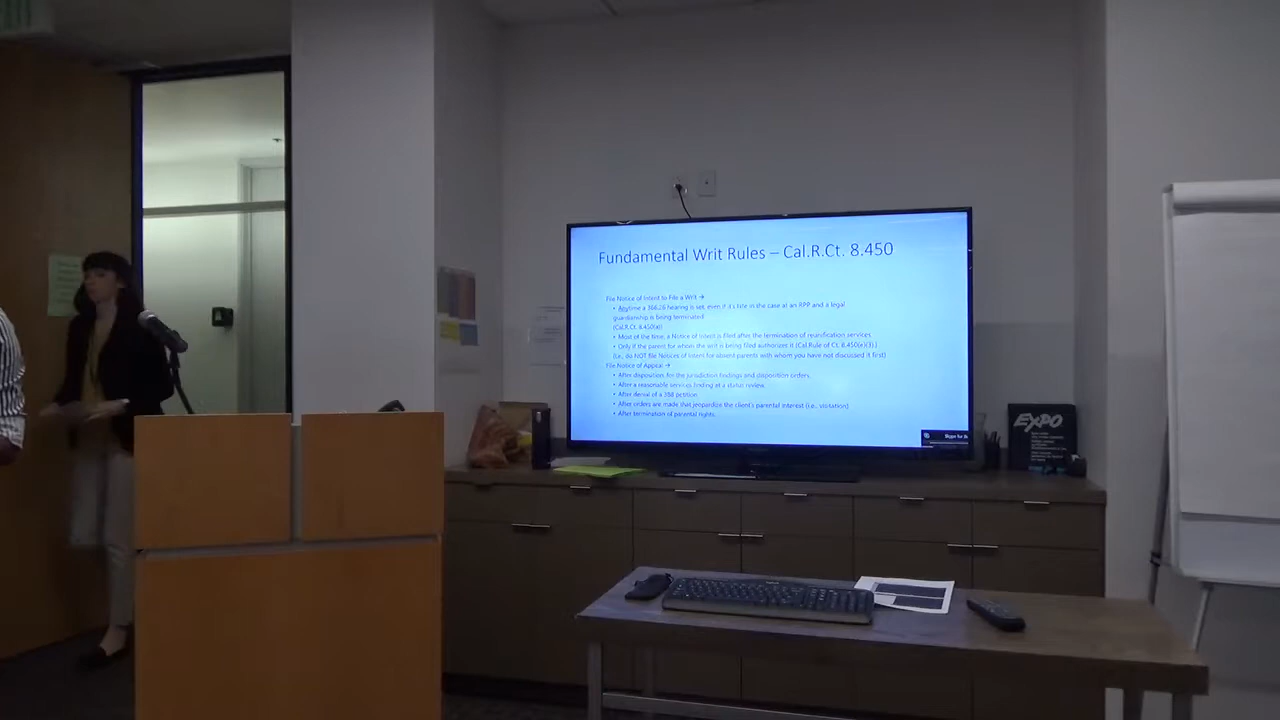 Fundamental Writ Rules – Cal.R.Ct. 8.450
File Notice of Intent to File a Writ →
• Anytime a 366.26 hearing is set, even if it's late in the case at an RPP and a legal
guardianship is being terminated
(Cal.R.Ct. 8.450(a))
• Most of the time, a Notice of Intent is filed after the termination of reunification services
• Only if the parent for whom the writ is being filed authorizes it (Cal.Rule of Ct. 8.450(e)(3).)
(i.e., do NOT file Notices of Intent for absent parents with whom you have not discussed it first)
File Notice of Appeal →
• After disposition for the jurisdiction findings and disposition orders.
• After a reasonable services finding at a status review.
• After denial of a 388 petition
• After orders are made that jeopardize the client's parental interest (i.e., visitation)
• After termination of parental rights.
Skype for
EXPO